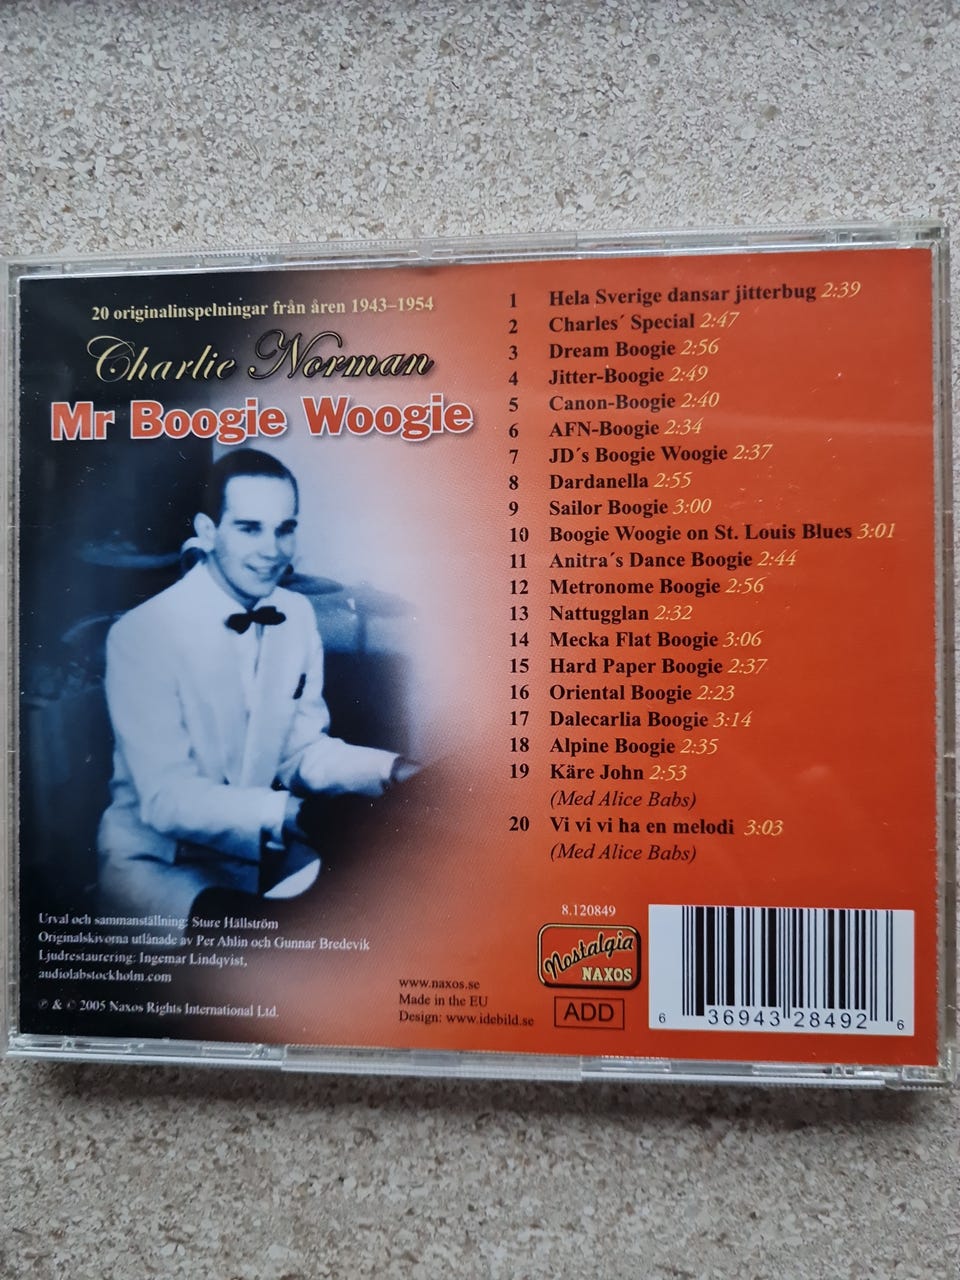 20 originalinspelningar från åren 1943–1954
Charlie Norman
Mr Boogie Woogie
1 Hela Sverige dansar jitterbug 2:39
2 Charles´ Special 2:47
3 Dream Boogie 2:56
4 Jitter-Boogie 2:49
5 Canon-Boogie 2:40
6 AFN-Boogie 2:34
7 JD´s Boogie Woogie 2:37
8 Dardanella 2:55
9 Sailor Boogie 3:00
10 Boogie Woogie on St. Louis Blues 3:01
11 Anitra´s Dance Boogie 2:44
12 Metronome Boogie 2:56
13 Nattugglan 2:32
14 Mecka Flat Boogie 3:06
15 Hard Paper Boogie 2:37
16 Oriental Boogie 2:23
17 Dalecarlia Boogie 3:14
18 Alpine Boogie 2:35
19 Käre John 2:53
(Med Alice Babs)
20 Vi vi vi ha en melodi 3:03
(Med Alice Babs)
Urval och sammanställning: Sture Hällström
Originalskivorna utlånade av Per Ahlin och Gunnar Bredevik
Ljudrestaurering: Ingemar Lindqvist,
audiolabstockholm.com
℗ & © 2005 Naxos Rights International Ltd.
www.naxos.se
Made in the EU
Design: www.idebild.se
8.120849
Nostalgia
NAXOS
ADD
6 36943 28492 6